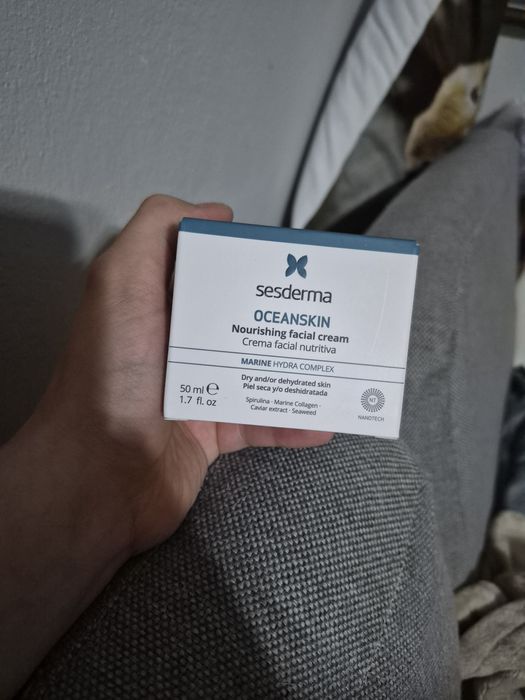 sesderma
OCEANSKIN
Nourishing facial cream
Crema facial nutritiva
MARINE HYDRA COMPLEX
Dry and/or dehydrated skin
Piel seca y/o deshidratada
50 ml ℮
1.7 fl. oz
Spirulina · Marine Collagen ·
Caviar extract · Seaweed
NT
NANOTECH